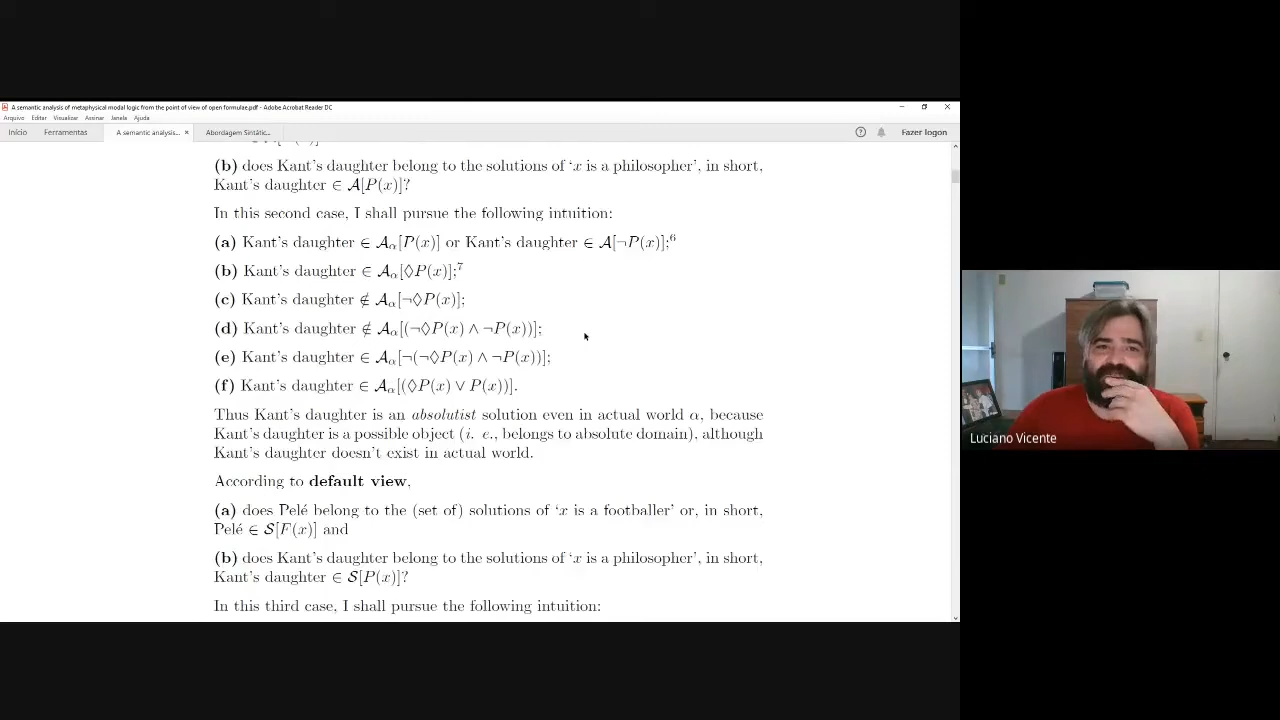 A semantic analysis of metaphysical modal logic from the point of view of open formulae.pdf - Adobe Acrobat Reader DC
Arquivo Editar Visualizar Assinar Janela Ajuda
Início Ferramentas A semantic analysis... × Abordagem Sintátic... Fazer logon
(b) does Kant's daughter belong to the solutions of ‘x is a philosopher’, in short,
Kant's daughter ∈ 𝒜[P(x)]?
In this second case, I shall pursue the following intuition:
(a) Kant's daughter ∈ 𝒜α[P(x)] or Kant's daughter ∈ 𝒜[¬P(x)];⁶
(b) Kant's daughter ∈ 𝒜α[◊P(x)];⁷
(c) Kant's daughter ∉ 𝒜α[¬◊P(x)];
(d) Kant's daughter ∉ 𝒜α[(¬◊P(x) ∧ ¬P(x))];
(e) Kant's daughter ∈ 𝒜α[¬(¬◊P(x) ∧ ¬P(x))];
(f) Kant's daughter ∈ 𝒜α[(◊P(x) ∨ P(x))].
Thus Kant's daughter is an absolutist solution even in actual world α, because
Kant's daughter is a possible object (i. e., belongs to absolute domain), although
Kant's daughter doesn't exist in actual world.
According to default view,
(a) does Pelé belong to the (set of) solutions of ‘x is a footballer’ or, in short,
Pelé ∈ 𝒮[F(x)] and
(b) does Kant's daughter belong to the solutions of ‘x is a philosopher’, in short,
Kant's daughter ∈ 𝒮[P(x)]?
In this third case, I shall pursue the following intuition:
Luciano Vicente